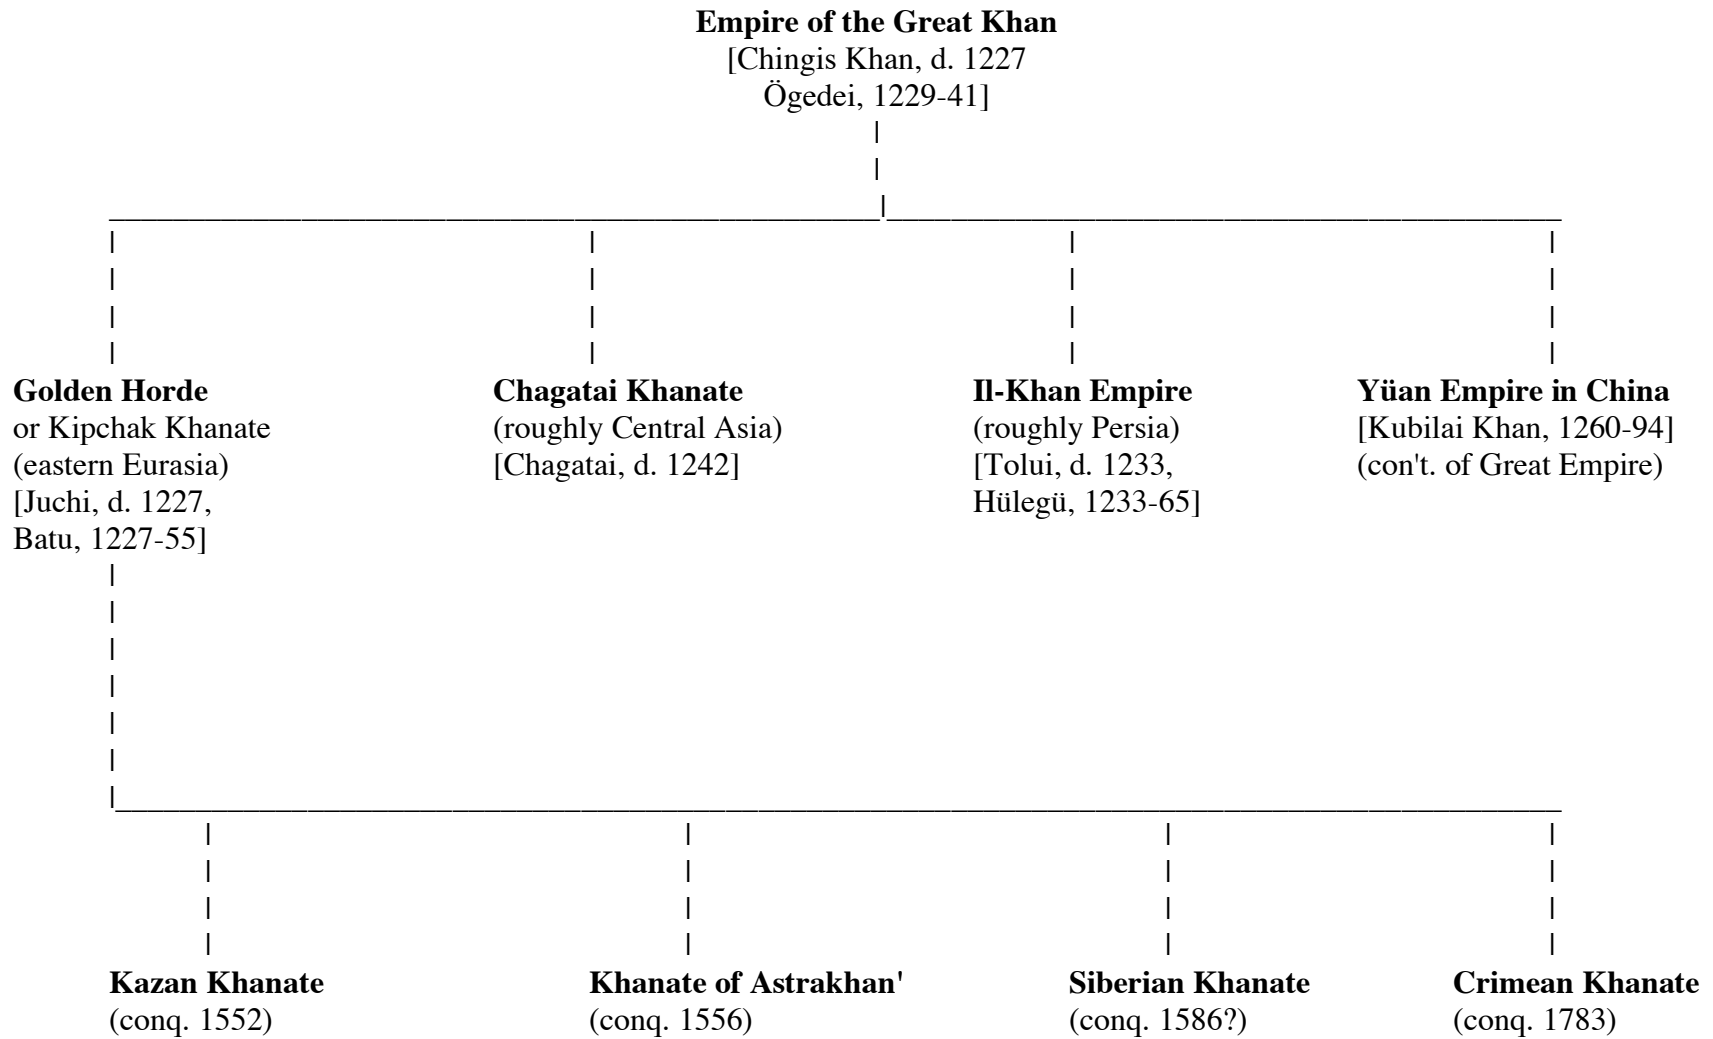 Empire of the Great Khan
[Chingis Khan, d. 1227
Ögedei, 1229-41]
Golden Horde
or Kipchak Khanate
(eastern Eurasia)
[Juchi, d. 1227,
Batu, 1227-55]
Chagatai Khanate
(roughly Central Asia)
[Chagatai, d. 1242]
Il-Khan Empire
(roughly Persia)
[Tolui, d. 1233,
Hülegü, 1233-65]
Yüan Empire in China
[Kubilai Khan, 1260-94]
(con't. of Great Empire)
Kazan Khanate
(conq. 1552)
Khanate of Astrakhan'
(conq. 1556)
Siberian Khanate
(conq. 1586?)
Crimean Khanate
(conq. 1783)